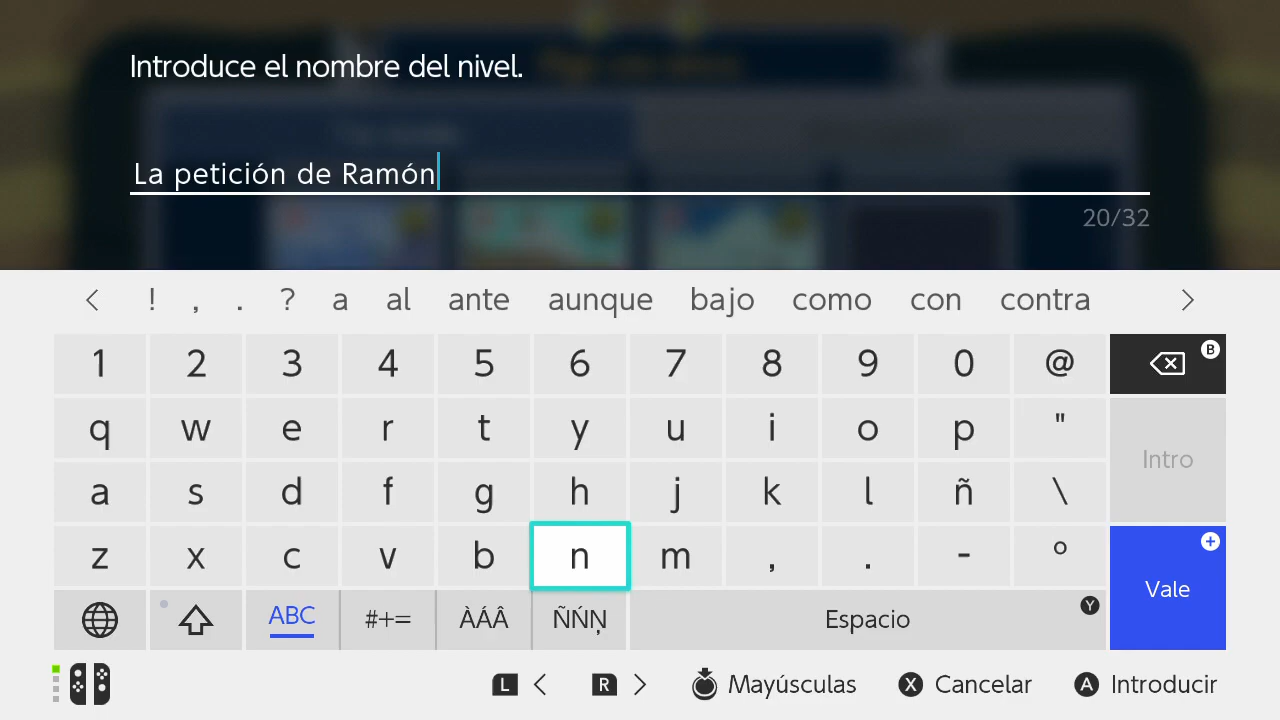 Introduce el nombre del nivel.
La petición de Ramón
20/32
! , . ? a al ante aunque bajo como con contra
1 2 3 4 5 6 7 8 9 0 @ B
q w e r t y u i o p "
Intro
a s d f g h j k l ñ \
z x c v b n m , . - º +
Vale
ABC #+= ÀÁÂ ÑŃŅ Espacio Y
L R Mayúsculas X Cancelar A Introducir